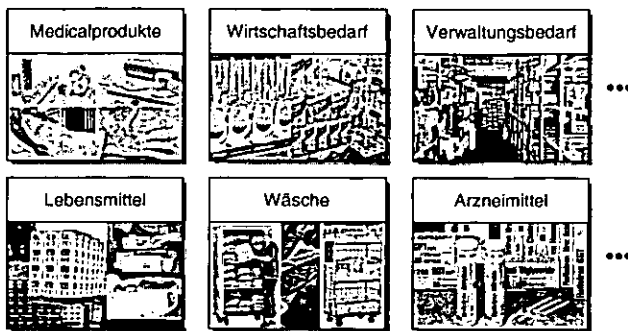 Medicalprodukte
Wirtschaftsbedarf
Verwaltungsbedarf
...
Lebensmittel
Wäsche
Arzneimittel
...